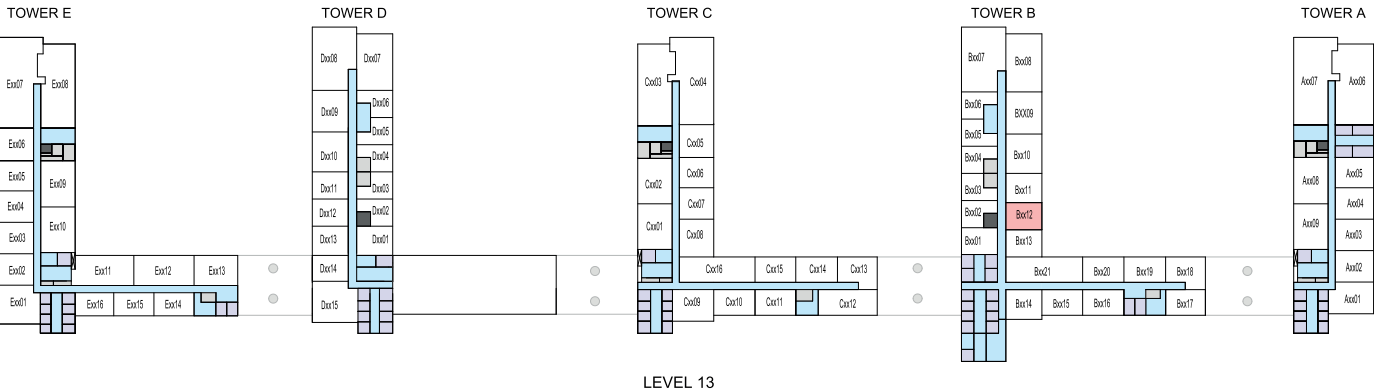 TOWER E
TOWER D
TOWER C
TOWER B
TOWER A
Exx07
Exx08
Exx06
Exx05
Exx09
Exx04
Exx10
Exx03
Exx02
Exx11
Exx12
Exx13
Exx01
Exx16
Exx15
Exx14
Dxx08
Dxx07
Dxx09
Dxx06
Dxx05
Dxx10
Dxx04
Dxx11
Dxx03
Dxx12
Dxx02
Dxx13
Dxx01
Dxx14
Dxx15
Cxx03
Cxx04
Cxx05
Cxx02
Cxx06
Cxx07
Cxx01
Cxx08
Cxx16
Cxx15
Cxx14
Cxx13
Cxx09
Cxx10
Cxx11
Cxx12
Bxx07
Bxx08
Bxx06
BXX09
Bxx05
Bxx04
Bxx10
Bxx03
Bxx11
Bxx02
Bxx12
Bxx01
Bxx13
Bxx21
Bxx20
Bxx19
Bxx18
Bxx14
Bxx15
Bxx16
Bxx17
Axx07
Axx06
Axx08
Axx05
Axx04
Axx09
Axx03
Axx02
Axx01
LEVEL 13